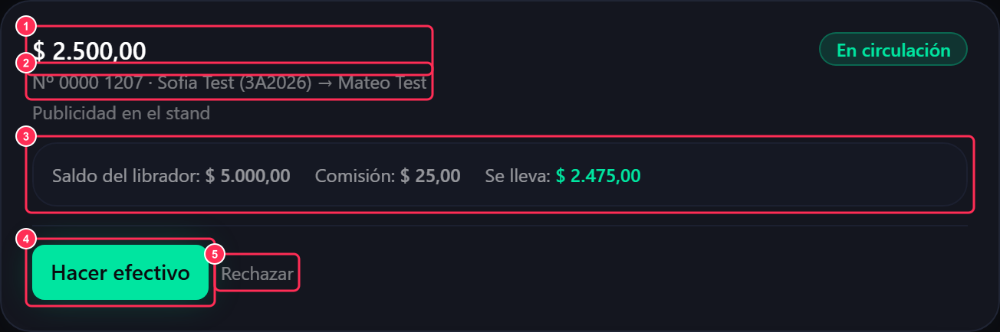 1
$ 2.500,00
En circulación
2
Nº 0000 1207 · Sofia Test (3A2026) → Mateo Test
Publicidad en el stand
3
Saldo del librador: $ 5.000,00 Comisión: $ 25,00 Se lleva: $ 2.475,00
4
Hacer efectivo
5
Rechazar